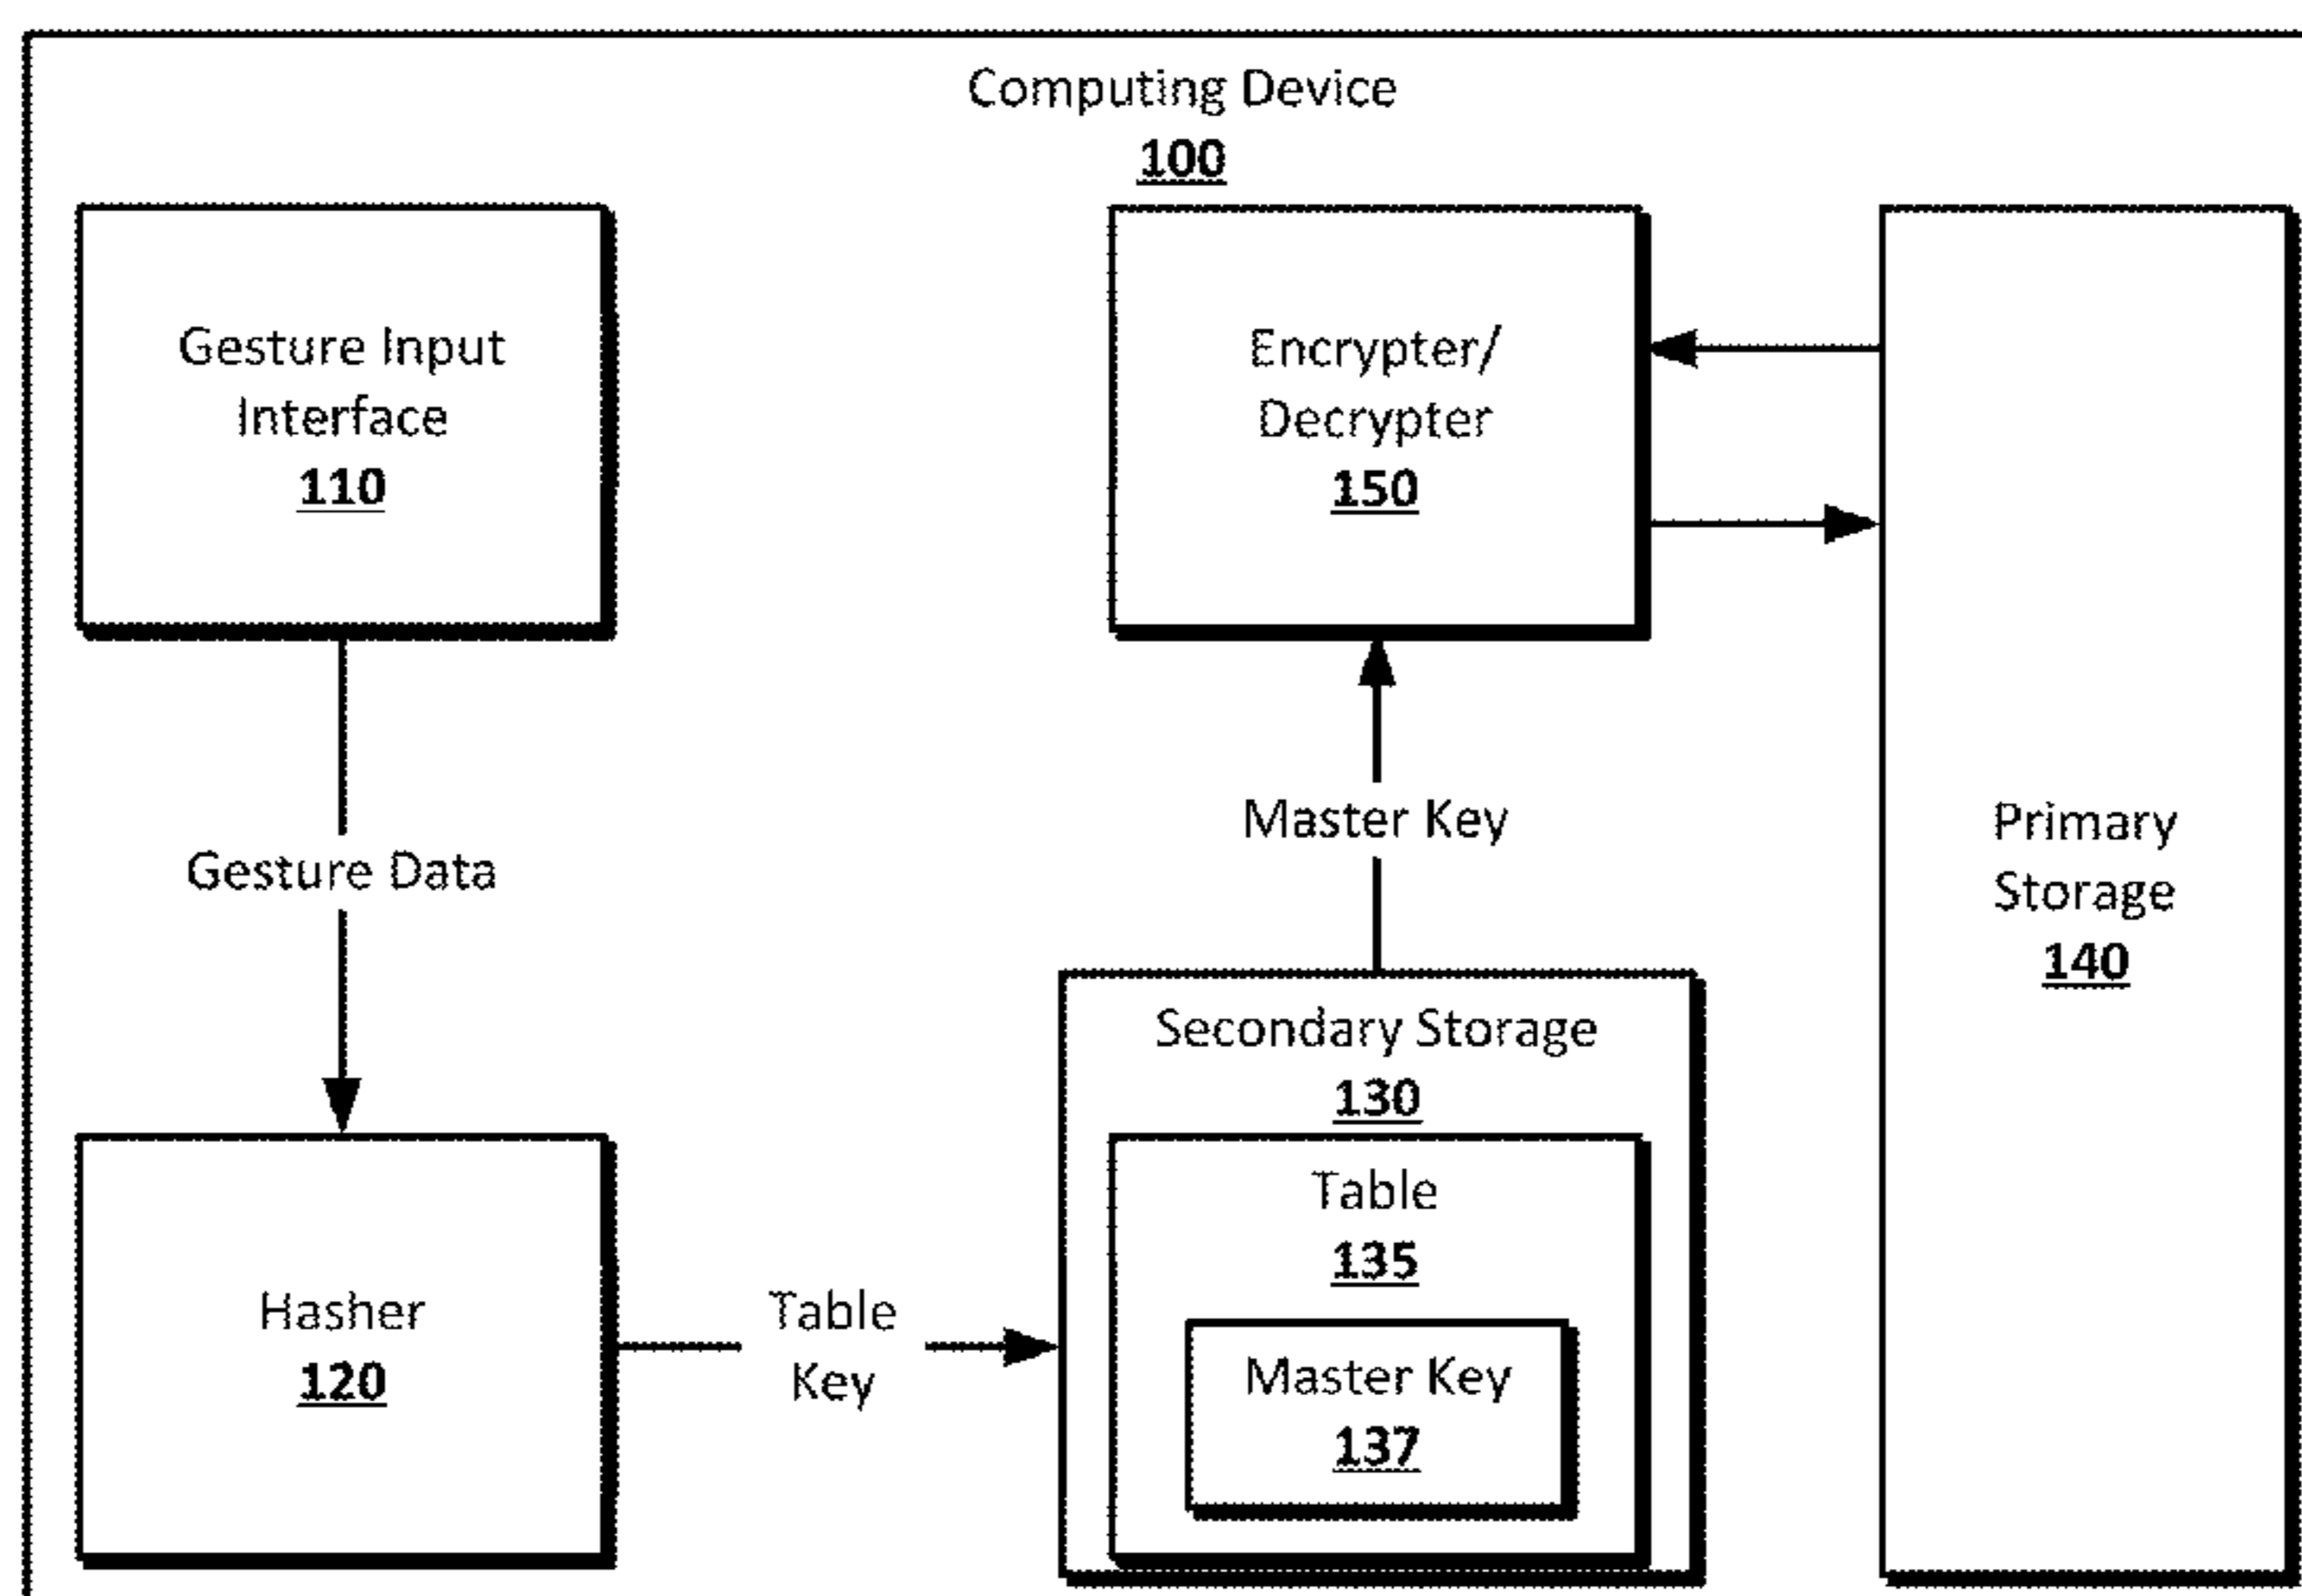 Computing Device
100
Gesture Input
Interface
110
Encrypter/
Decrypter
150
Gesture Data
Master Key
Primary
Storage
140
Hasher
120
Table
Key
Secondary Storage
130
Table
135
Master Key
137